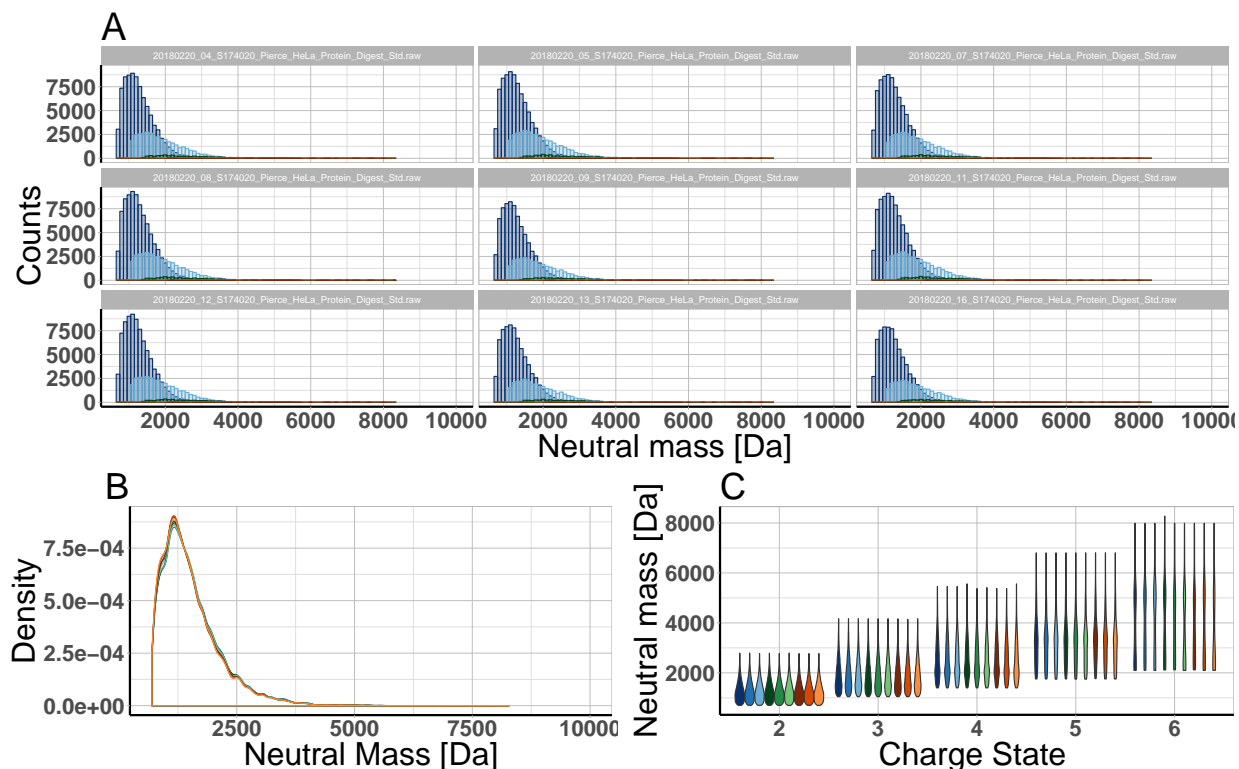 A
20180220_04_S174020_Pierce_HeLa_Protein_Digest_Std.raw 20180220_05_S174020_Pierce_HeLa_Protein_Digest_Std.raw 20180220_07_S174020_Pierce_HeLa_Protein_Digest_Std.raw
7500
5000
2500
0
20180220_08_S174020_Pierce_HeLa_Protein_Digest_Std.raw 20180220_09_S174020_Pierce_HeLa_Protein_Digest_Std.raw 20180220_11_S174020_Pierce_HeLa_Protein_Digest_Std.raw
Counts
7500
5000
2500
0
20180220_12_S174020_Pierce_HeLa_Protein_Digest_Std.raw 20180220_13_S174020_Pierce_HeLa_Protein_Digest_Std.raw 20180220_16_S174020_Pierce_HeLa_Protein_Digest_Std.raw
7500
5000
2500
0
2000 4000 6000 8000 10000 2000 4000 6000 8000 10000 2000 4000 6000 8000 10000
Neutral mass [Da]
B
Density
7.5e−04
5.0e−04
2.5e−04
0.0e+00
2500 5000 7500 10000
Neutral Mass [Da]
C
Neutral mass [Da]
8000
6000
4000
2000
2 3 4 5 6
Charge State